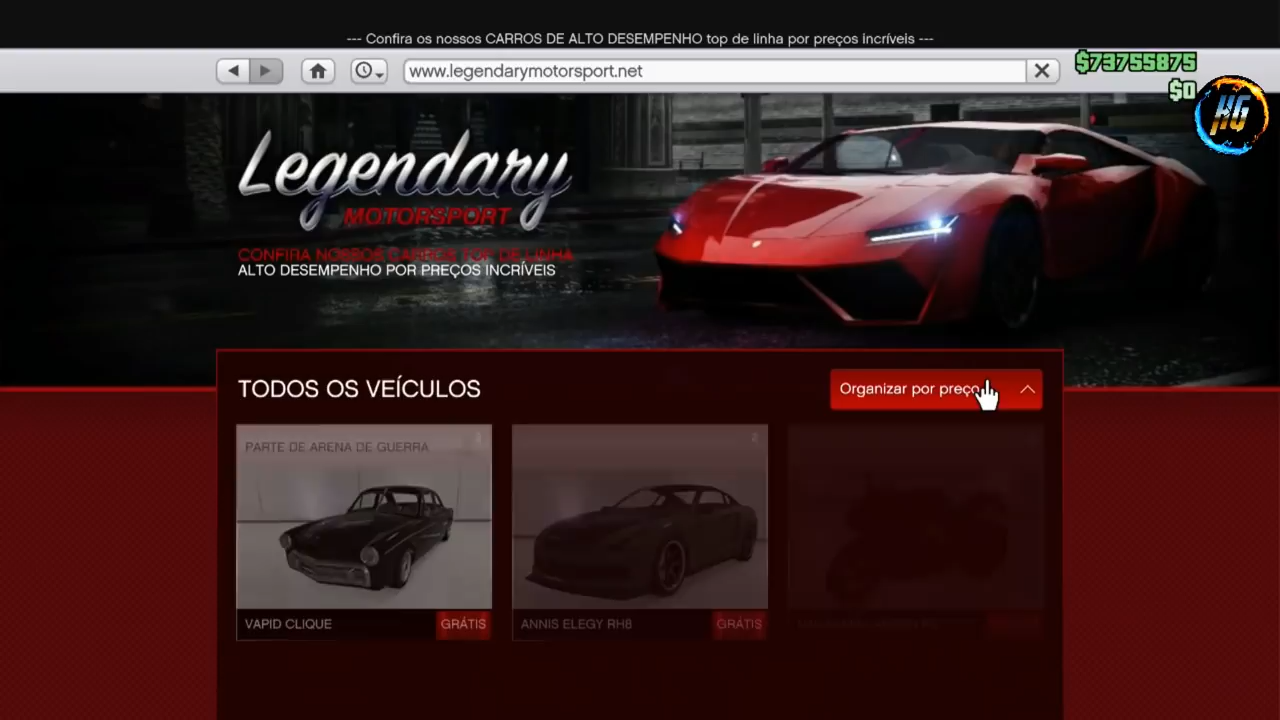 --- Confira os nossos CARROS DE ALTO DESEMPENHO top de linha por preços incríveis ---
www.legendarymotorsport.net
$73755875
$0
HG
Legendary
MOTORSPORT
CONFIRA NOSSOS CARROS TOP DE LINHA
ALTO DESEMPENHO POR PREÇOS INCRÍVEIS
TODOS OS VEÍCULOS
Organizar por preço
PARTE DE ARENA DE GUERRA
VAPID CLIQUE
GRÁTIS
2
ANNIS ELEGY RH8
GRÁTIS